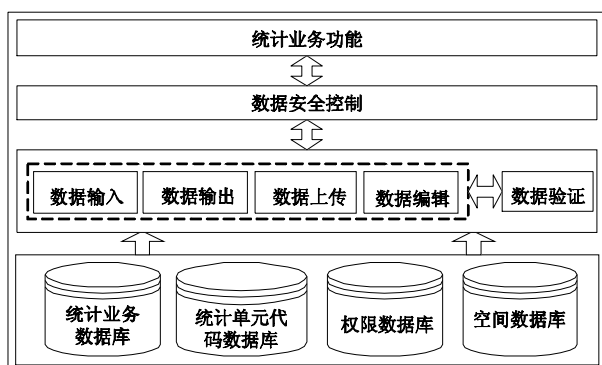 统计业务功能
数据安全控制
数据输入 数据输出 数据上传 数据编辑 数据验证
统计业务
数据库
统计单元代
码数据库
权限数据库
空间数据库